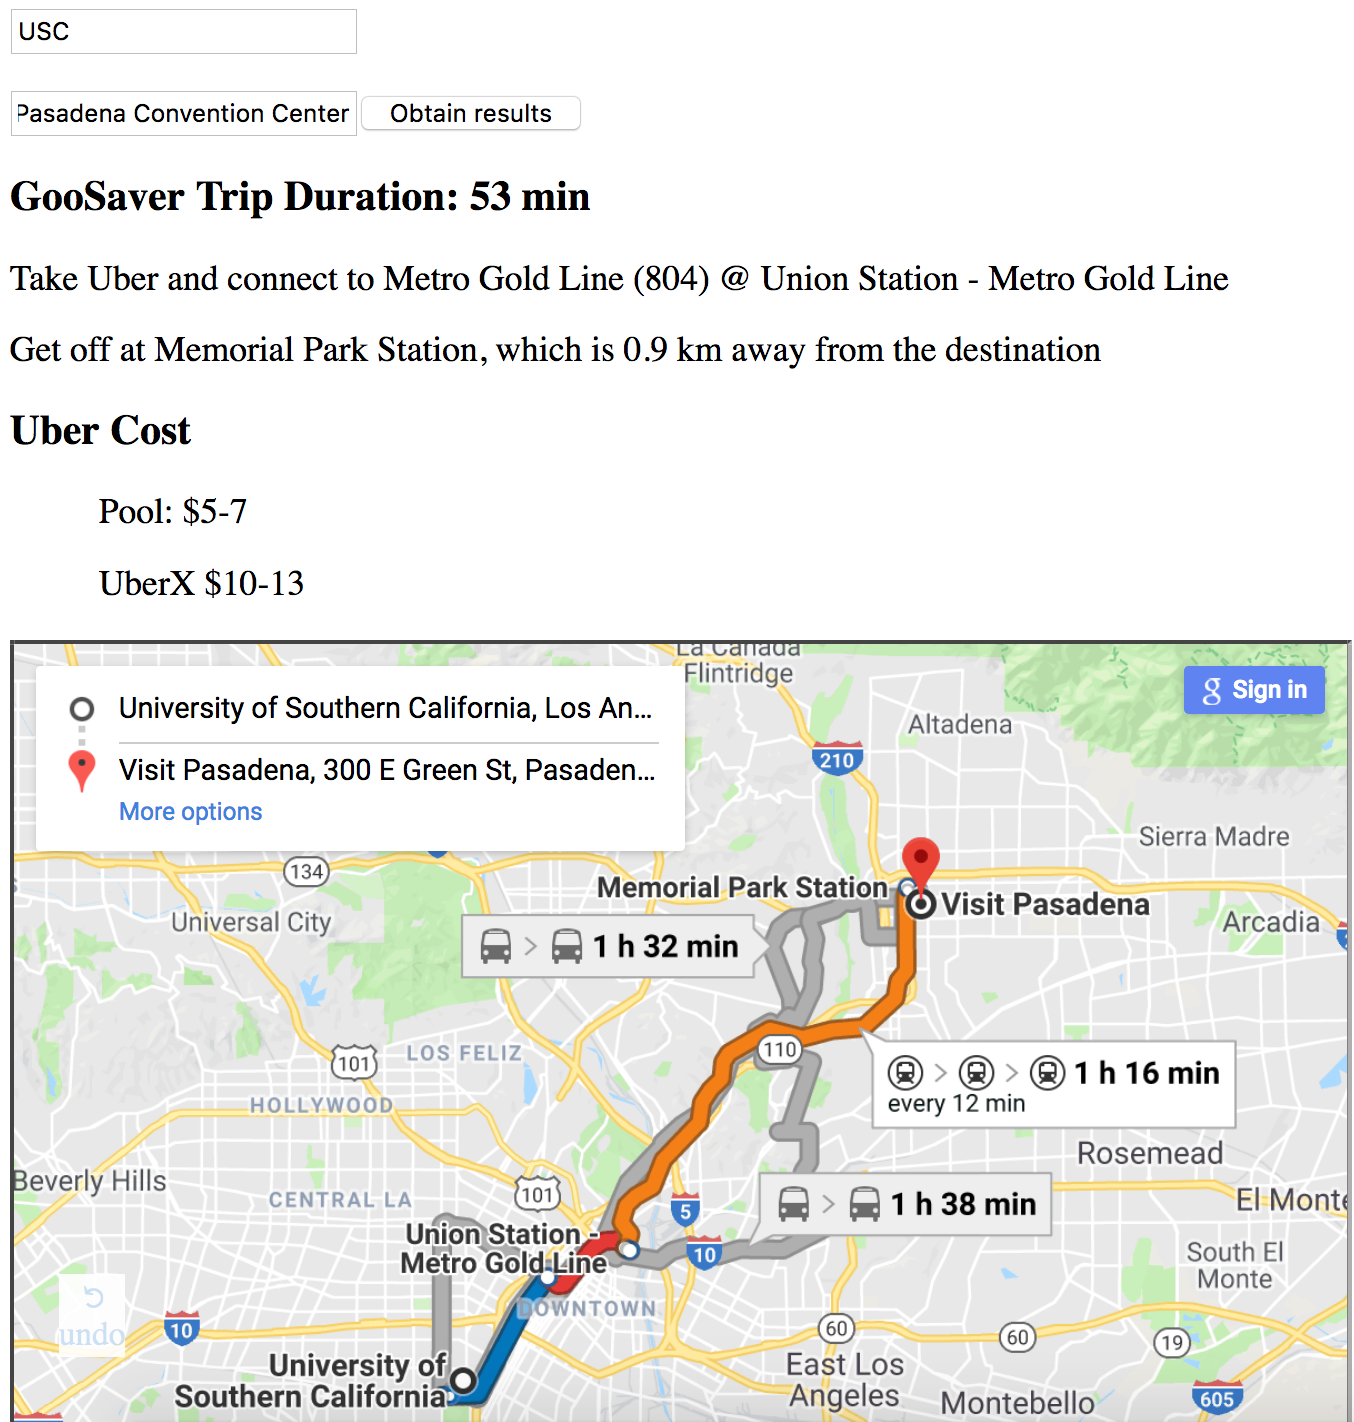 USC
Pasadena Convention Center
Obtain results
GooSaver Trip Duration: 53 min
Take Uber and connect to Metro Gold Line (804) @ Union Station - Metro Gold Line
Get off at Memorial Park Station, which is 0.9 km away from the destination
Uber Cost
Pool: $5-7
UberX $10-13
University of Southern California, Los An...
Visit Pasadena, 300 E Green St, Pasaden...
More options
g Sign in
La Cañada
Flintridge
Altadena
210
Sierra Madre
134
Memorial Park Station
Visit Pasadena
Universal City
Arcadia
> 1 h 32 min
101
LOS FELIZ
110
> > 1 h 16 min
every 12 min
HOLLYWOOD
Rosemead
Beverly Hills
CENTRAL LA
101
5
> 1 h 38 min
El Monte
Union Station -
Metro Gold Line
10
South El
Monte
DOWNTOWN
undo
10
60
60
19
University of
Southern California
East Los
Angeles
Montebello
605